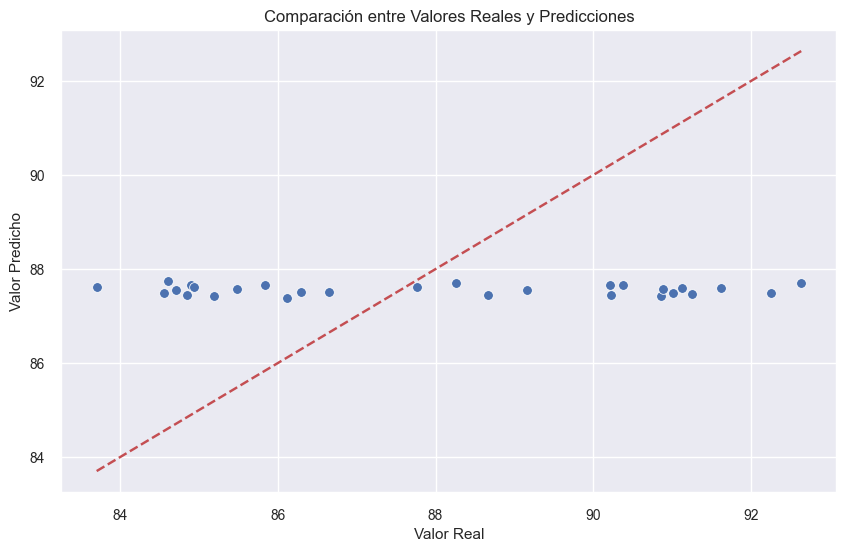 Comparación entre Valores Reales y Predicciones
Valor Predicho
92
90
88
86
84
84 86 88 90 92
Valor Real